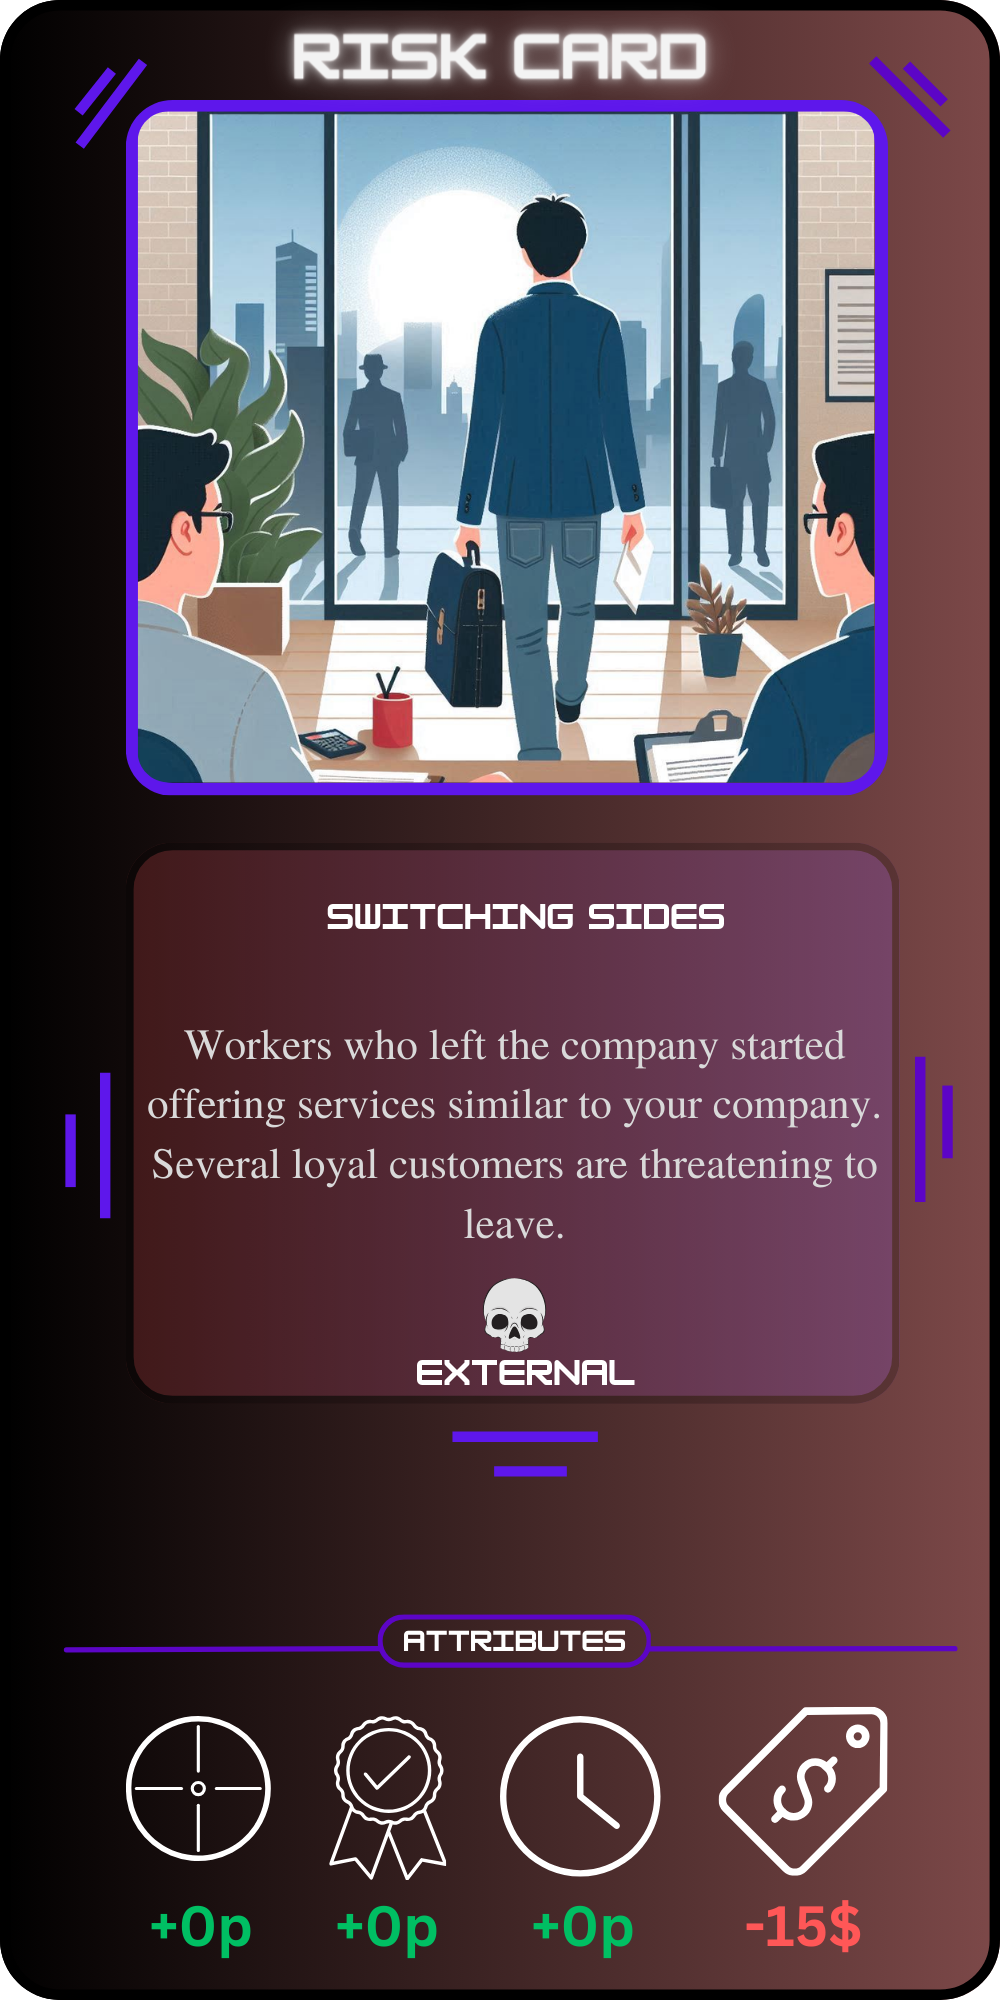 RISK CARD
SWITCHING SIDES
Workers who left the company started
offering services similar to your company.
Several loyal customers are threatening to
leave.
EXTERNAL
ATTRIBUTES
+0p +0p +0p -15$